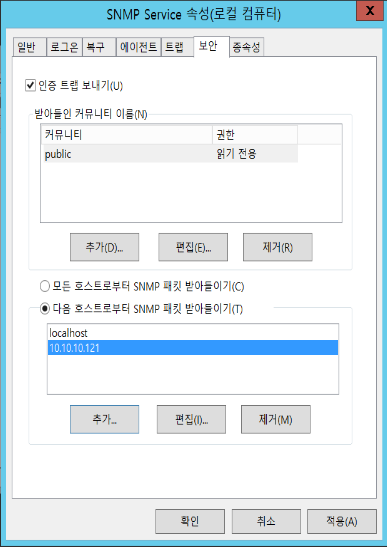 SNMP Service 속성(로컬 컴퓨터)
x
일반 로그온 복구 에이전트 트랩 보안 종속성
인증 트랩 보내기(U)
받아들인 커뮤니티 이름(N)
커뮤니티 권한
public 읽기 전용
추가(D)... 편집(E)... 제거(R)
모든 호스트로부터 SNMP 패킷 받아들이기(C)
다음 호스트로부터 SNMP 패킷 받아들이기(T)
localhost
10.10.10.121
추가... 편집(I)... 제거(M)
확인 취소 적용(A)